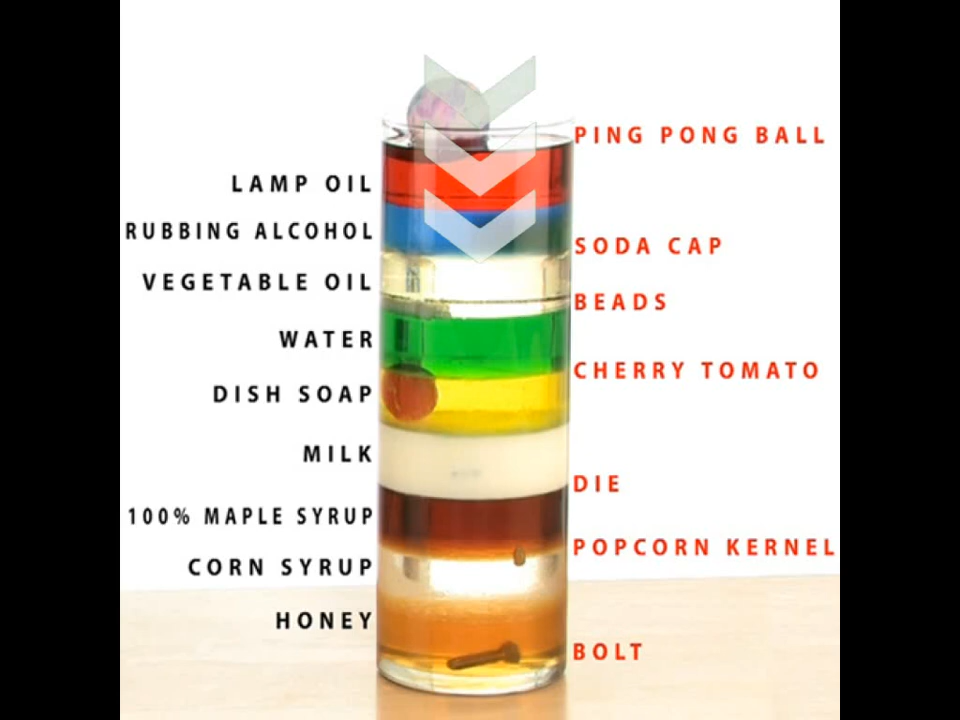 PING PONG BALL
LAMP OIL
RUBBING ALCOHOL
SODA CAP
VEGETABLE OIL
BEADS
WATER
CHERRY TOMATO
DISH SOAP
MILK
DIE
100% MAPLE SYRUP
POPCORN KERNEL
CORN SYRUP
HONEY
BOLT